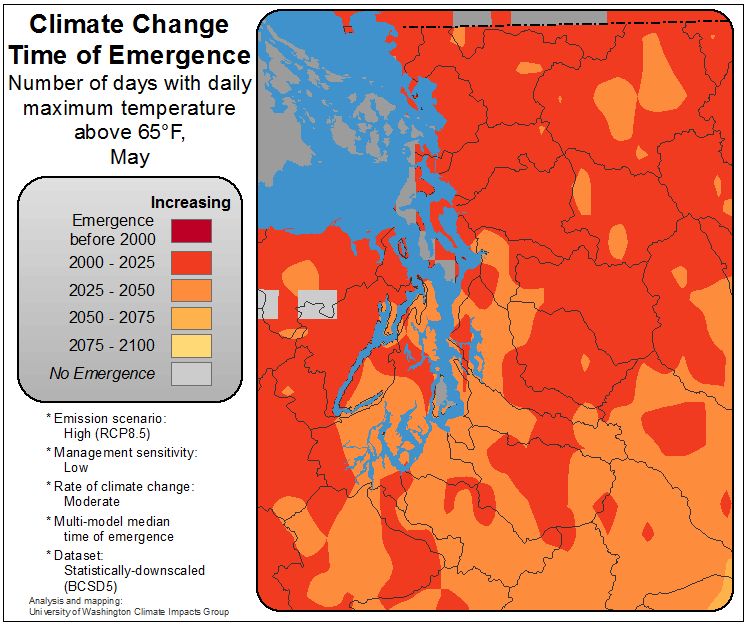 Climate Change
Time of Emergence
Number of days with daily
maximum temperature
above 65°F,
May
Increasing
Emergence
before 2000
2000 - 2025
2025 - 2050
2050 - 2075
2075 - 2100
No Emergence
* Emission scenario:
High (RCP8.5)
* Management sensitivity:
Low
* Rate of climate change:
Moderate
* Multi-model median
time of emergence
* Dataset:
Statistically-downscaled
(BCSD5)
Analysis and mapping:
University of Washington Climate Impacts Group